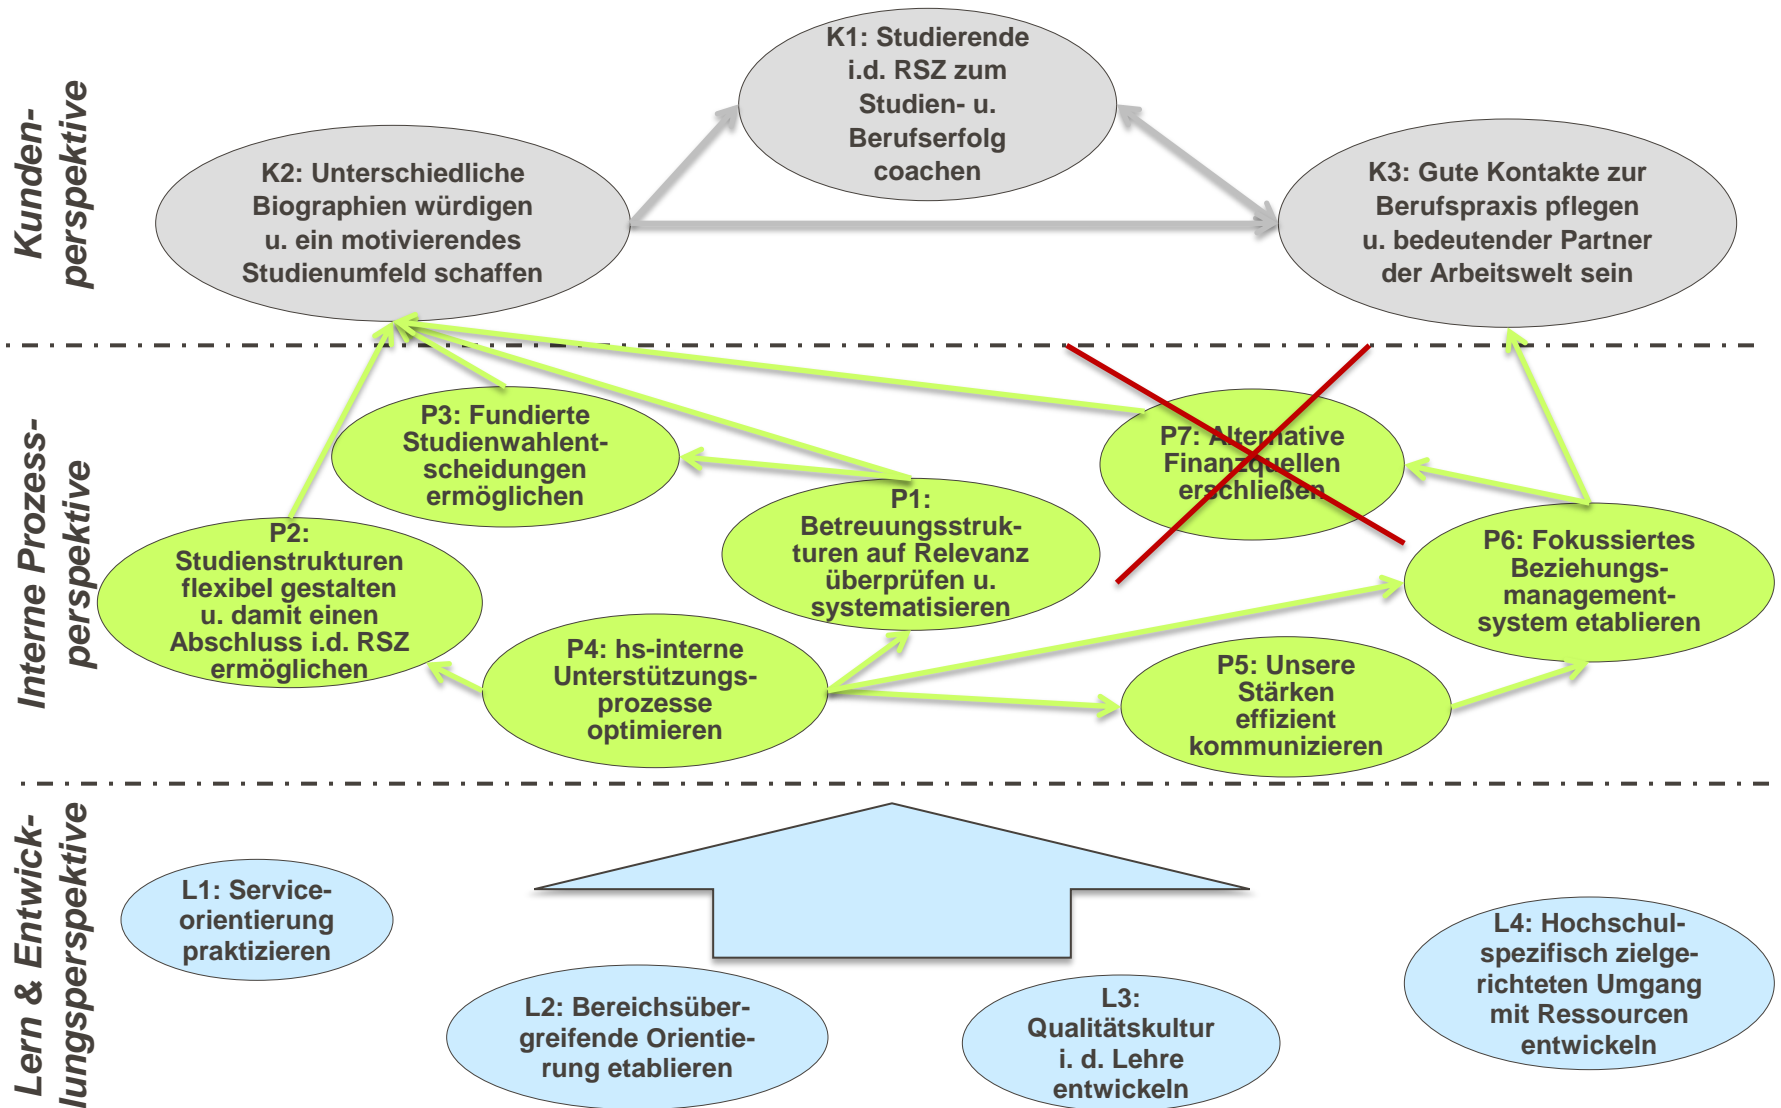 Kunden-
perspektive
K1: Studierende
i.d. RSZ zum
Studien- u.
Berufserfolg
coachen
K2: Unterschiedliche
Biographien würdigen
u. ein motivierendes
Studienumfeld schaffen
K3: Gute Kontakte zur
Berufspraxis pflegen
u. bedeutender Partner
der Arbeitswelt sein
Interne Prozess-
perspektive
P3: Fundierte
Studienwahlent-
scheidungen
ermöglichen
P7: Alternative
Finanzquellen
erschließen
P1:
Betreuungsstruk-
turen auf Relevanz
überprüfen u.
systematisieren
P2:
Studienstrukturen
flexibel gestalten
u. damit einen
Abschluss i.d. RSZ
ermöglichen
P6: Fokussiertes
Beziehungs-
management-
system etablieren
P4: hs-interne
Unterstützungs-
prozesse
optimieren
P5: Unsere
Stärken
effizient
kommunizieren
Lern & Entwick-
lungsperspektive
L1: Service-
orientierung
praktizieren
L2: Bereichsüber-
greifende Orientie-
rung etablieren
L3:
Qualitätskultur
i. d. Lehre
entwickeln
L4: Hochschul-
spezifisch zielge-
richteten Umgang
mit Ressourcen
entwickeln